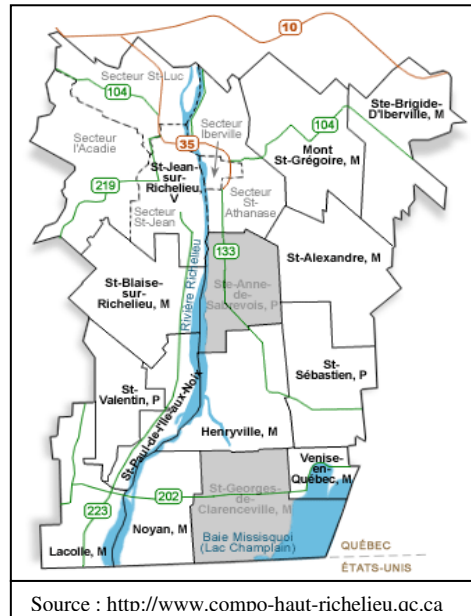 10
Secteur St-Luc
104
Ste-Brigide-
D'Iberville, M
Secteur
Iberville
104
Secteur
l'Acadie
35
Mont
St-Grégoire, M
St-Jean-
sur-
Richelieu,
V
219
Secteur
St-Jean
Secteur
St-
Athanase
133
St-Alexandre, M
St-Blaise-
sur-
Richelieu, M
Rivière Richelieu
Ste-Anne-
de-
Sabrevois, P
St-
Sébastien, P
St-
Valentin, P
St-Paul-de-l'Ile-aux-Noix
Henryville, M
Venise-
en-
Québec, M
St-Georges-
de-
Clarenceville, M
202
223
Noyan, M
Lacolle, M
Baie Missisquoi
(Lac Champlain)
QUÉBEC
ÉTATS-UNIS
Source : http://www.compo-haut-richelieu.qc.ca